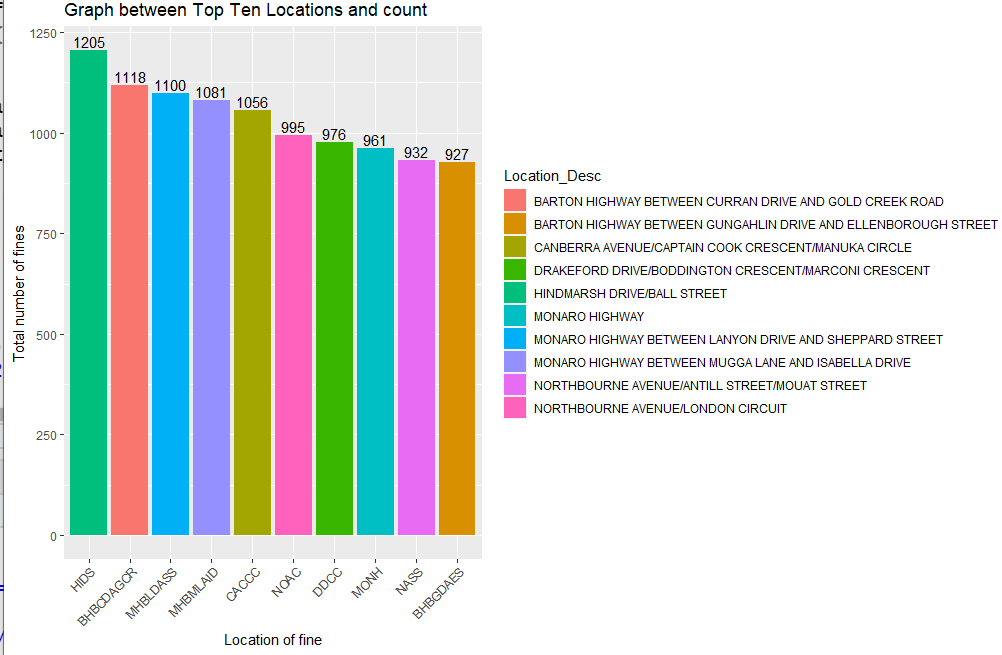 Graph between Top Ten Locations and count
1250
1000
750
500
250
0
Total number of fines
1205
1118
1100
1081
1056
995
976
961
932
927
HIDS
BHBCDAGCR
MHBLDASS
MHBMLAID
CACCC
NOAC
DDCC
MONH
NASS
BHBGDAES
Location of fine
Location_Desc
BARTON HIGHWAY BETWEEN CURRAN DRIVE AND GOLD CREEK ROAD
BARTON HIGHWAY BETWEEN GUNGAHLIN DRIVE AND ELLENBOROUGH STREET
CANBERRA AVENUE/CAPTAIN COOK CRESCENT/MANUKA CIRCLE
DRAKEFORD DRIVE/BODDINGTON CRESCENT/MARCONI CRESCENT
HINDMARSH DRIVE/BALL STREET
MONARO HIGHWAY
MONARO HIGHWAY BETWEEN LANYON DRIVE AND SHEPPARD STREET
MONARO HIGHWAY BETWEEN MUGGA LANE AND ISABELLA DRIVE
NORTHBOURNE AVENUE/ANTILL STREET/MOUAT STREET
NORTHBOURNE AVENUE/LONDON CIRCUIT